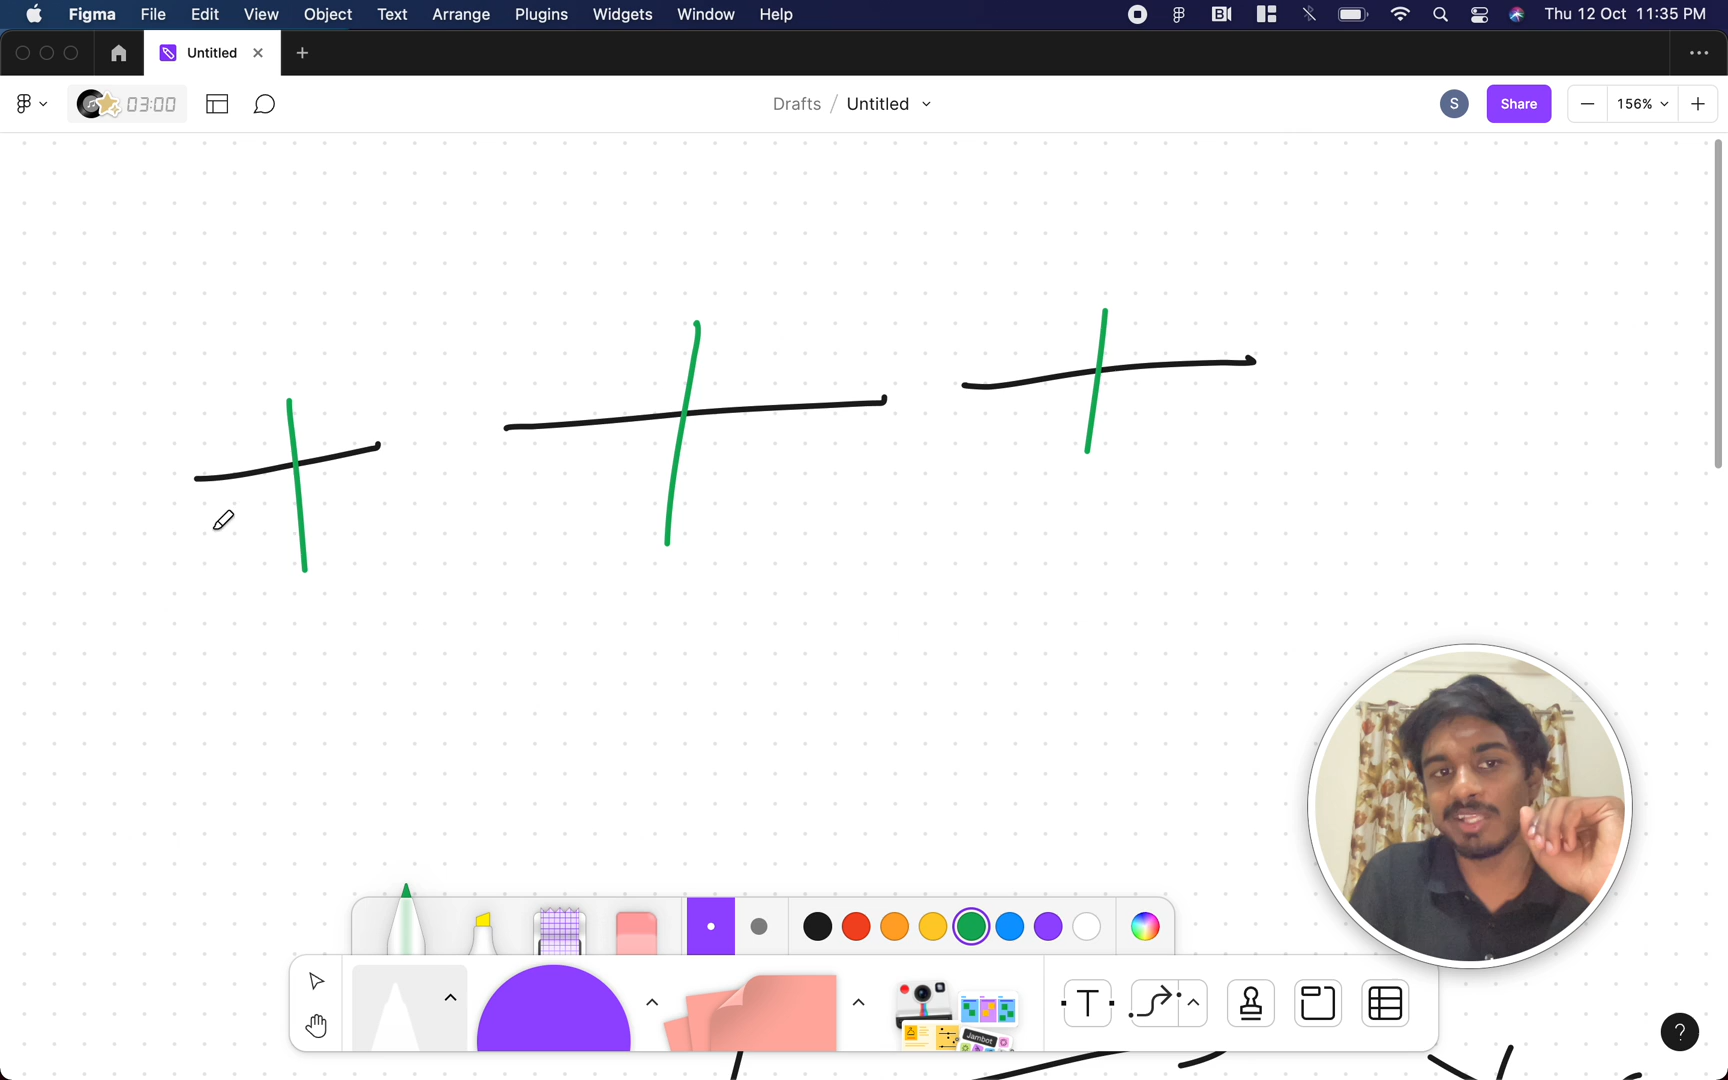 Figma File Edit View Object Text Arrange Plugins Widgets Window Help Thu 12 Oct 11:35 PM
Untitled
03:00 Drafts / Untitled S Share 156%
T
Jambot
?